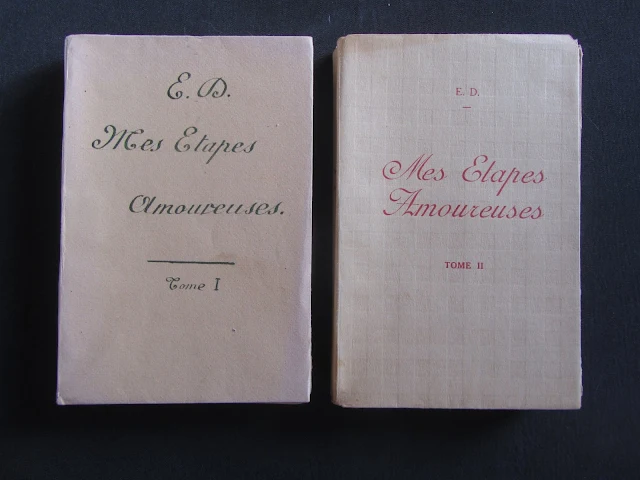 E. D.
Mes Etapes
Amoureuses.
Tome I
E. D.
Mes Etapes
Amoureuses
TOME II